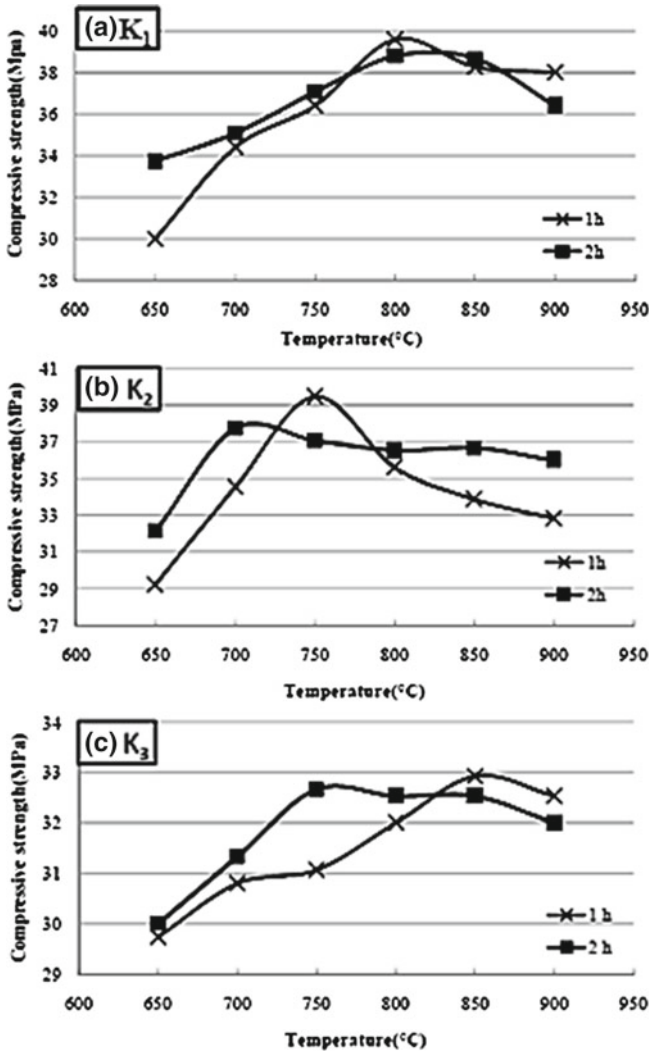 (a) K₁
Compressive strength(Mpa)
40
38
36
34
32
30
28
1h
2h
600 650 700 750 800 850 900 950
Temperature(°C)
(b) K₂
Compressive strength(MPa)
41
39
37
35
33
31
29
27
1h
2h
600 650 700 750 800 850 900 950
Temperature(°C)
(c) K₃
Compressive strength(MPa)
34
33
32
31
30
29
1 h
2 h
600 650 700 750 800 850 900 950
Temperature(°C)